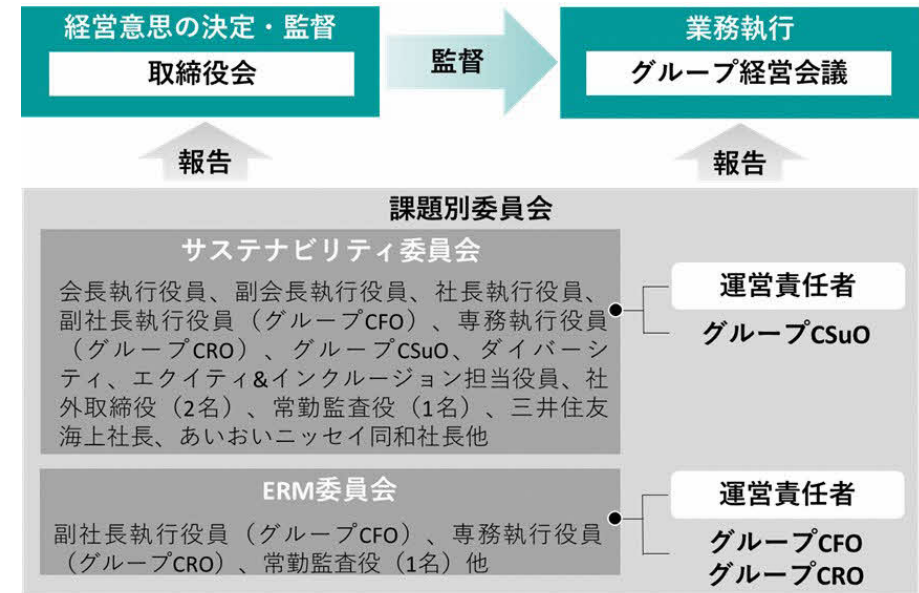 経営意思の決定・監督
取締役会
監督
業務執行
グループ経営会議
報告
報告
課題別委員会
サステナビリティ委員会
会長執行役員、副会長執行役員、社長執行役員、
副社長執行役員（グループCFO）、専務執行役員
（グループCRO）、グループCSuO、ダイバーシ
ティ、エクイティ&インクルージョン担当役員、社
外取締役（2名）、常勤監査役（1名）、三井住友
海上社長、あいおいニッセイ同和社長他
運営責任者
グループCSuO
ERM委員会
副社長執行役員（グループCFO）、専務執行役員
（グループCRO）、常勤監査役（1名）他
運営責任者
グループCFO
グループCRO